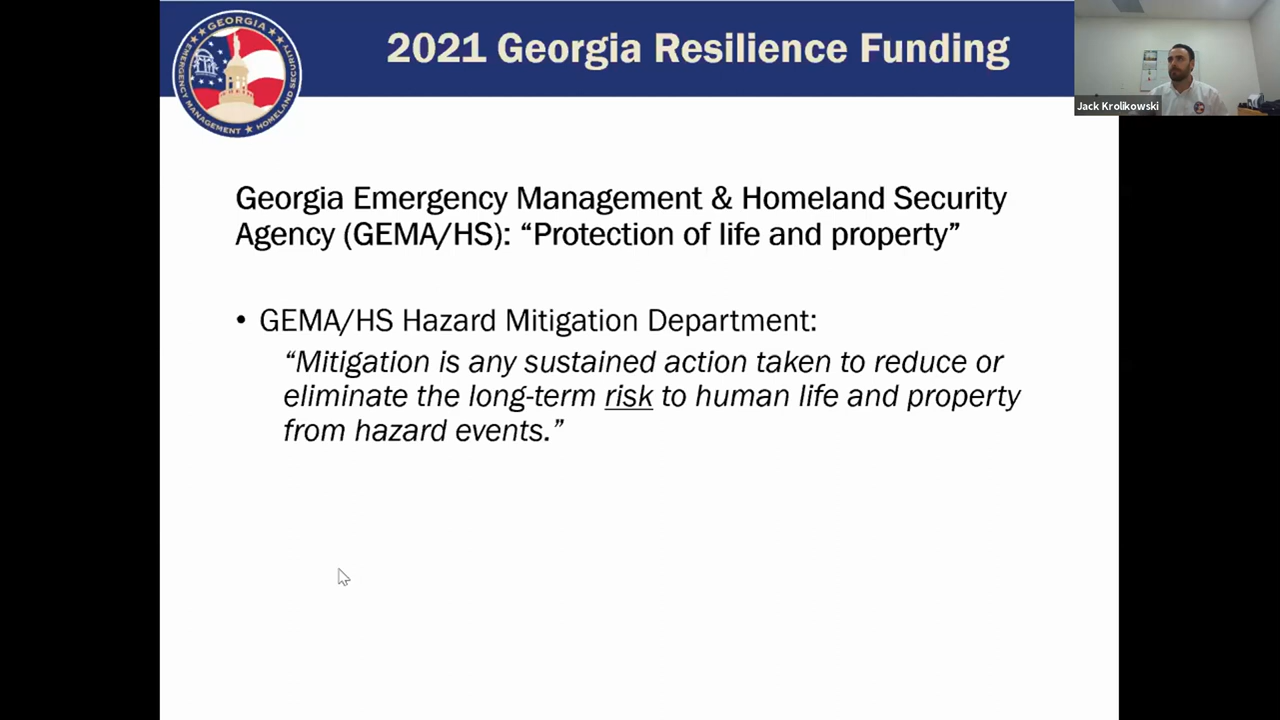 2021 Georgia Resilience Funding
GEORGIA
EMERGENCY MANAGEMENT ★ HOMELAND SECURITY
Jack Krolikowski
Georgia Emergency Management & Homeland Security
Agency (GEMA/HS): “Protection of life and property”
• GEMA/HS Hazard Mitigation Department:
“Mitigation is any sustained action taken to reduce or
eliminate the long-term risk to human life and property
from hazard events.”